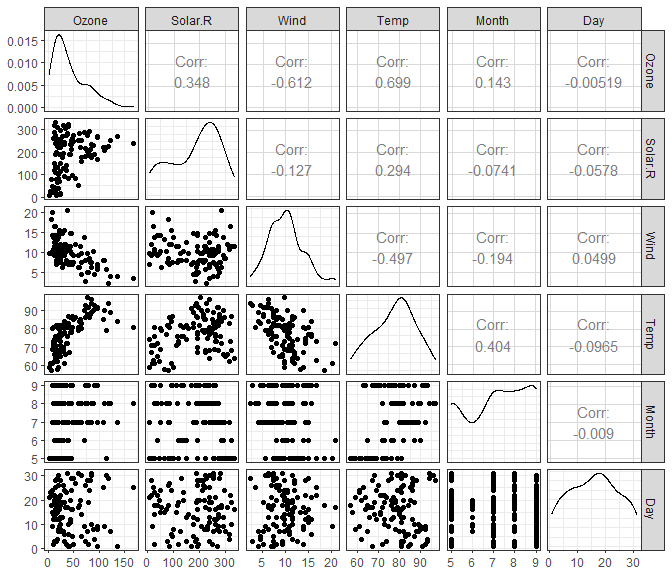 Ozone Solar.R Wind Temp Month Day
0.015
0.010
0.005
0.000
Corr:
0.348
Corr:
-0.612
Corr:
0.699
Corr:
0.143
Corr:
-0.00519
Ozone
300
200
100
0
Corr:
-0.127
Corr:
0.294
Corr:
-0.0741
Corr:
-0.0578
Solar.R
20
15
10
5
Corr:
-0.497
Corr:
-0.194
Corr:
0.0499
Wind
90
80
70
60
Corr:
0.404
Corr:
-0.0965
Temp
9
8
7
6
5
Corr:
-0.009
Month
30
20
10
0
Day
0 50 100 150 0 100 200 300 5 10 15 20 60 70 80 90 5 6 7 8 9 0 10 20 30